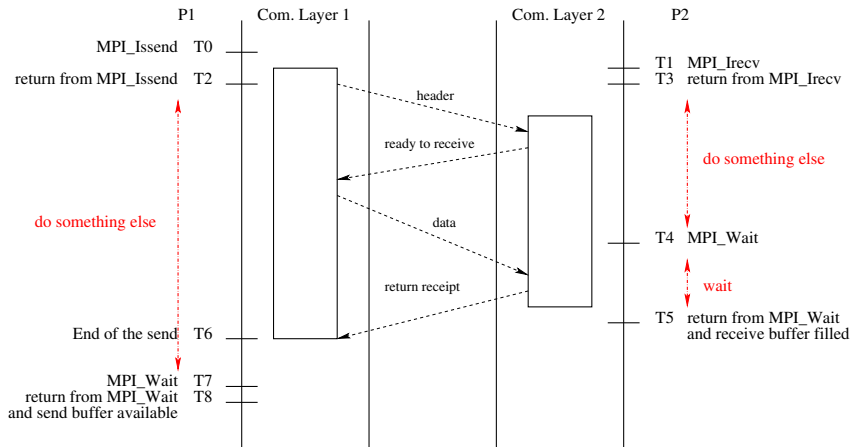 P1
Com. Layer 1
Com. Layer 2
P2
MPI_Issend T0
T1 MPI_Irecv
return from MPI_Issend T2
T3 return from MPI_Irecv
header
ready to receive
do something else
do something else
data
T4 MPI_Wait
wait
return receipt
T5 return from MPI_Wait
and receive buffer filled
End of the send T6
MPI_Wait T7
return from MPI_Wait T8
and send buffer available